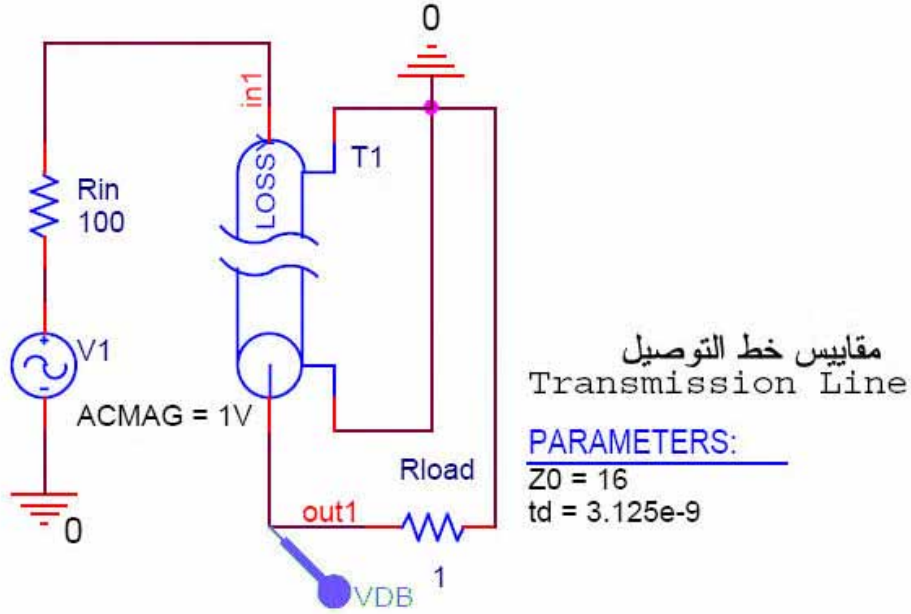 0
in1
LOSSY
T1
Rin
100
V1
ACMAG = 1V
0
مقاييس خط التوصيل
Transmission Line
PARAMETERS:
Z0 = 16
td = 3.125e-9
Rload
out1
1
VDB